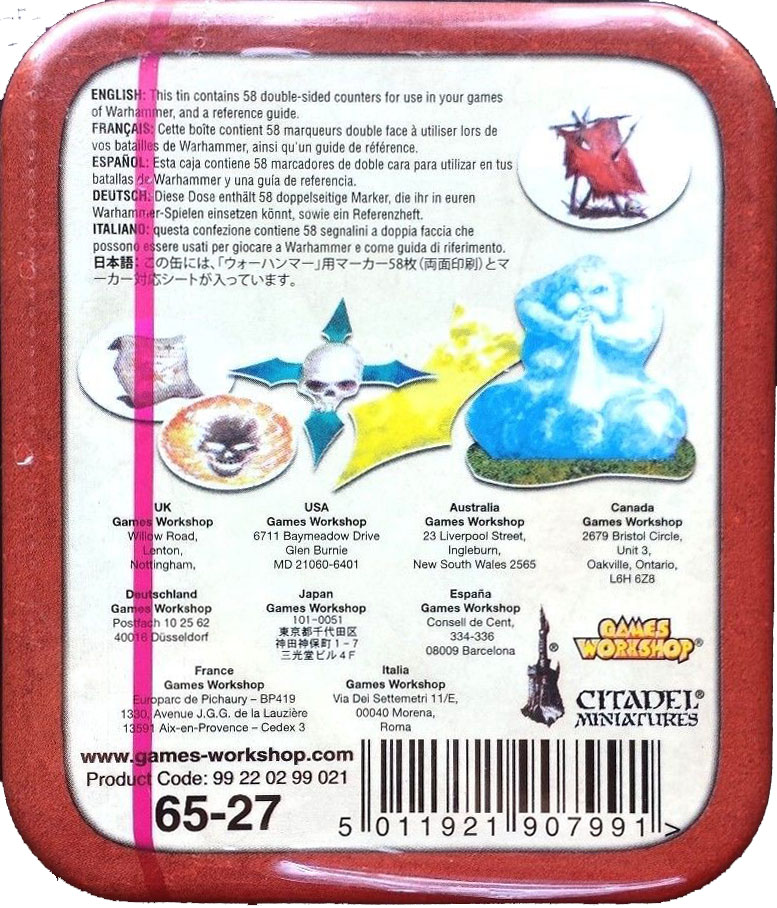 ENGLISH: This tin contains 58 double-sided counters for use in your games
of Warhammer, and a reference guide.
FRANÇAIS: Cette boîte contient 58 marqueurs double face à utiliser lors de
vos batailles de Warhammer, ainsi qu'un guide de référence.
ESPAÑOL: Esta caja contiene 58 marcadores de doble cara para utilizar en tus
batallas de Warhammer y una guía de referencia.
DEUTSCH: Diese Dose enthält 58 doppelseitige Marker, die ihr in euren
Warhammer-Spielen einsetzen könnt, sowie ein Referenzheft.
ITALIANO: questa confezione contiene 58 segnalini a doppia faccia che
possono essere usati per giocare a Warhammer e come guida di riferimento.
日本語: この缶には、「ウォーハンマー」用マーカー58枚(両面印刷)とマ
ーカー対応シートが入っています。
UK
Games Workshop
Willow Road,
Lenton,
Nottingham,
USA
Games Workshop
6711 Baymeadow Drive
Glen Burnie
MD 21060-6401
Australia
Games Workshop
23 Liverpool Street,
Ingleburn,
New South Wales 2565
Canada
Games Workshop
2679 Bristol Circle,
Unit 3,
Oakville, Ontario,
L6H 6Z8
Deutschland
Games Workshop
Postfach 10 25 62
40016 Düsseldorf
Japan
Games Workshop
101-0051
東京都千代田区
神田神保町1-7
三光堂ビル4F
España
Games Workshop
Consell de Cent,
334-336
08009 Barcelona
France
Games Workshop
Europarc de Pichaury – BP419
1330, Avenue J.G.G. de la Lauzière
13591 Aix-en-Provence – Cedex 3
Italia
Games Workshop
Via Dei Settemetri 11/E,
00040 Morena,
Roma
®
GAMES
WORKSHOP®
CITADEL®
MINIATURES
www.games-workshop.com
Product Code: 99 22 02 99 021
65-27
5 011921 907991 >